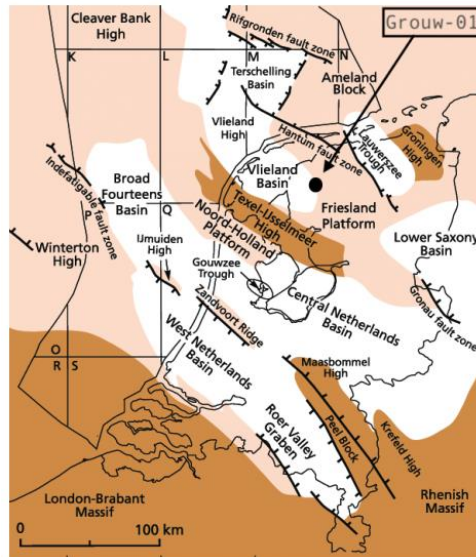 Cleaver Bank
High
Rifgronden fault zone
Grouw-01
K
L
M
N
Terschelling
Basin
Ameland
Block
Vlieland
High
Hantum fault zone
Lauwerszee
Trough
Groningen
High
Indefatigable fault zone
Broad
Fourteens
Basin
Vlieland
Basin
Texel-IJsselmeer
High
Friesland
Platform
P
Q
Noord-Holland
Platform
Winterton
High
IJmuiden
High
Gouwzee
Trough
Lower Saxony
Basin
Central Netherlands
Basin
Gronau fault zone
Zandvoort Ridge
West Netherlands
Basin
O
R
S
Maasbommel
High
Roer Valley
Graben
Peel Block
Krefeld High
London-Brabant
Massif
Rhenish
Massif
0
100 km